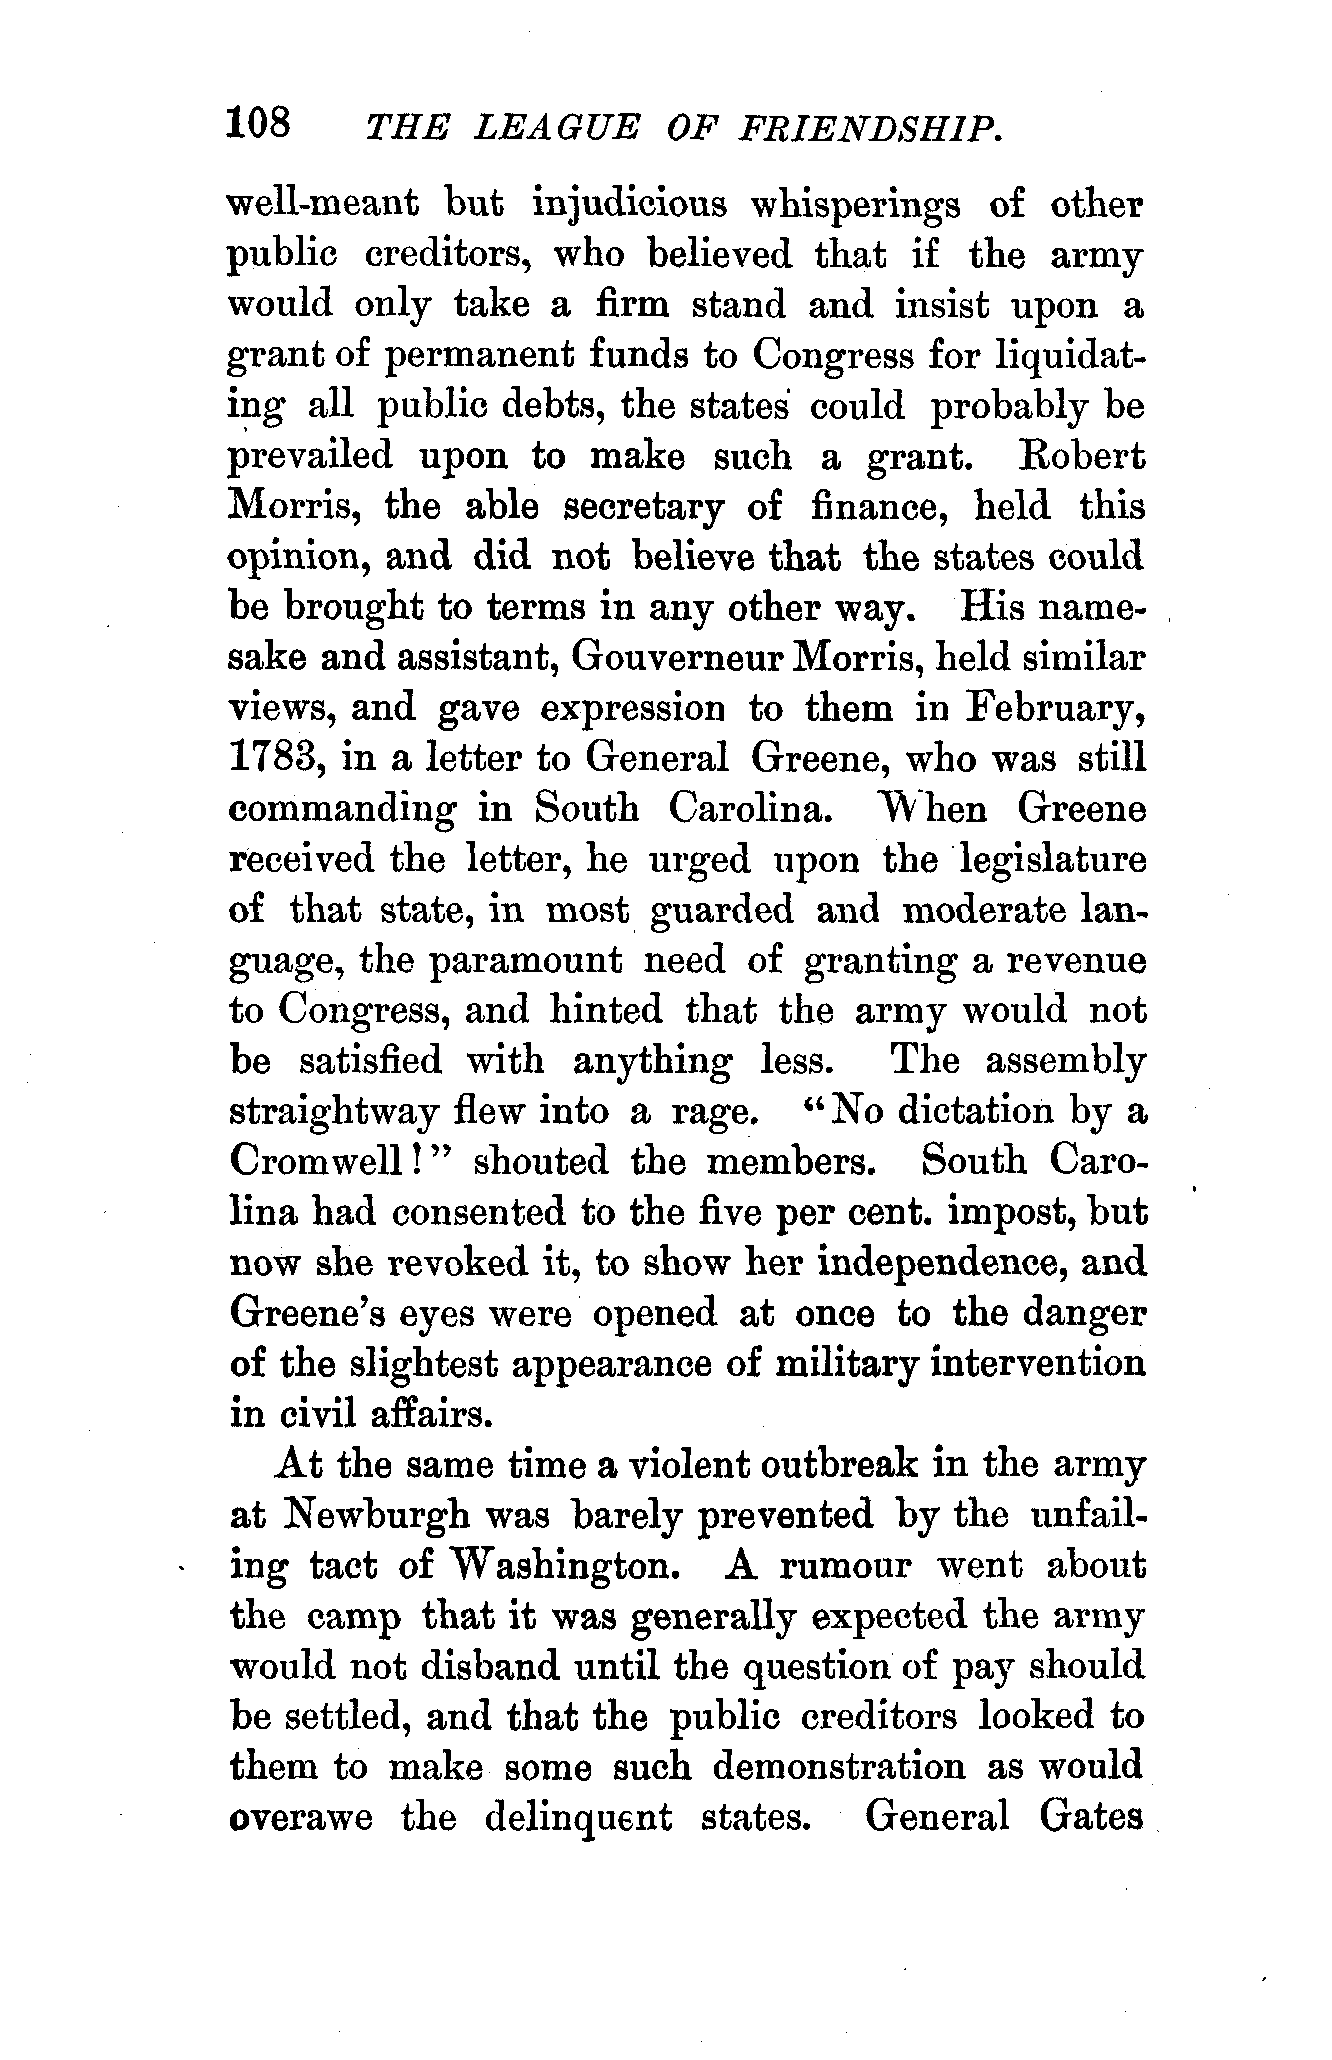 108 THE LEAGUE OF FRIENDSHIP.
well-meant but injudicious whisperings of other
public creditors, who believed that if the army
would only take a firm stand and insist upon a
grant of permanent funds to Congress for liquidat-
ing all public debts, the states could probably be
prevailed upon to make such a grant. Robert
Morris, the able secretary of finance, held this
opinion, and did not believe that the states could
be brought to terms in any other way. His name-
sake and assistant, Gouverneur Morris, held similar
views, and gave expression to them in February,
1783, in a letter to General Greene, who was still
commanding in South Carolina. When Greene
received the letter, he urged upon the legislature
of that state, in most guarded and moderate lan-
guage, the paramount need of granting a revenue
to Congress, and hinted that the army would not
be satisfied with anything less. The assembly
straightway flew into a rage. "No dictation by a
Cromwell!" shouted the members. South Caro-
lina had consented to the five per cent. impost, but
now she revoked it, to show her independence, and
Greene's eyes were opened at once to the danger
of the slightest appearance of military intervention
in civil affairs.
At the same time a violent outbreak in the army
at Newburgh was barely prevented by the unfail-
ing tact of Washington. A rumour went about
the camp that it was generally expected the army
would not disband until the question of pay should
be settled, and that the public creditors looked to
them to make some such demonstration as would
overawe the delinquent states. General Gates